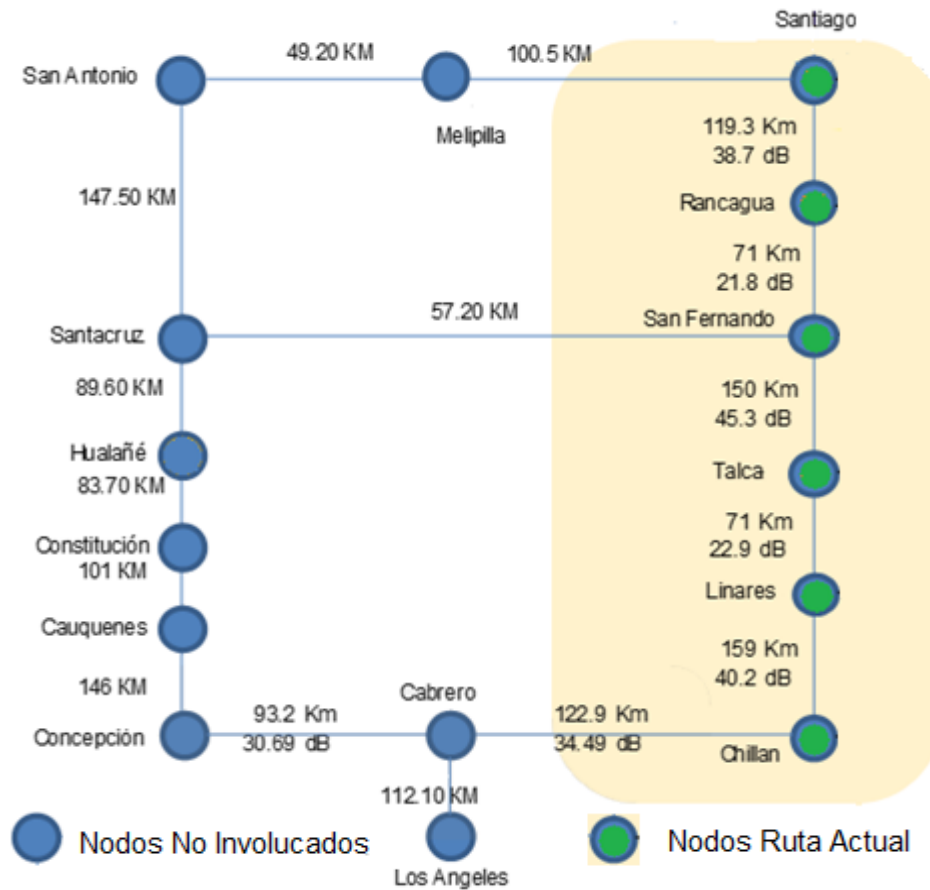 Santiago
49.20 KM
100.5 KM
San Antonio
Melipilla
119.3 Km
38.7 dB
147.50 KM
Rancagua
71 Km
21.8 dB
57.20 KM
San Fernando
Santacruz
89.60 KM
150 Km
45.3 dB
Hualañé
83.70 KM
Talca
71 Km
22.9 dB
Constitución
101 KM
Linares
Cauquenes
159 Km
40.2 dB
146 KM
Cabrero
93.2 Km
30.69 dB
122.9 Km
34.49 dB
Concepción
Chillan
112.10 KM
Nodos No Involucados
Nodos Ruta Actual
Los Angeles